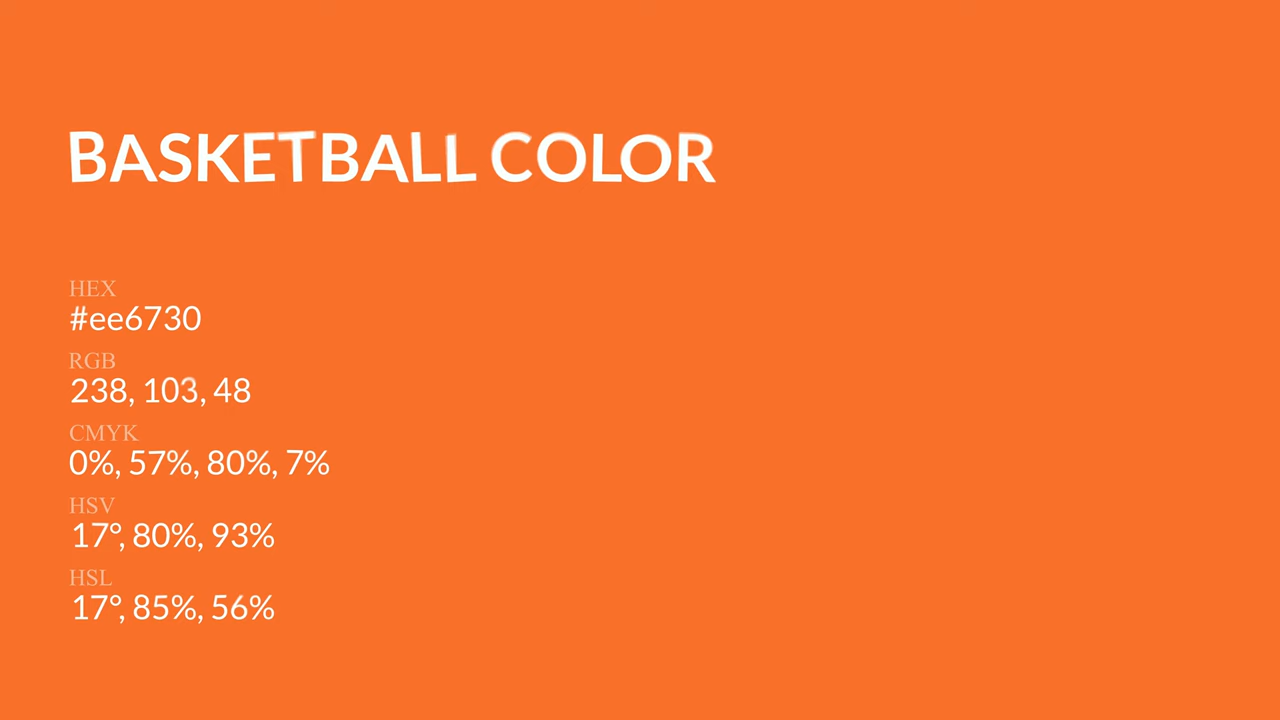 BASKETBALL COLOR
HEX
#ee6730
RGB
238, 103, 48
CMYK
0%, 57%, 80%, 7%
HSV
17°, 80%, 93%
HSL
17°, 85%, 56%